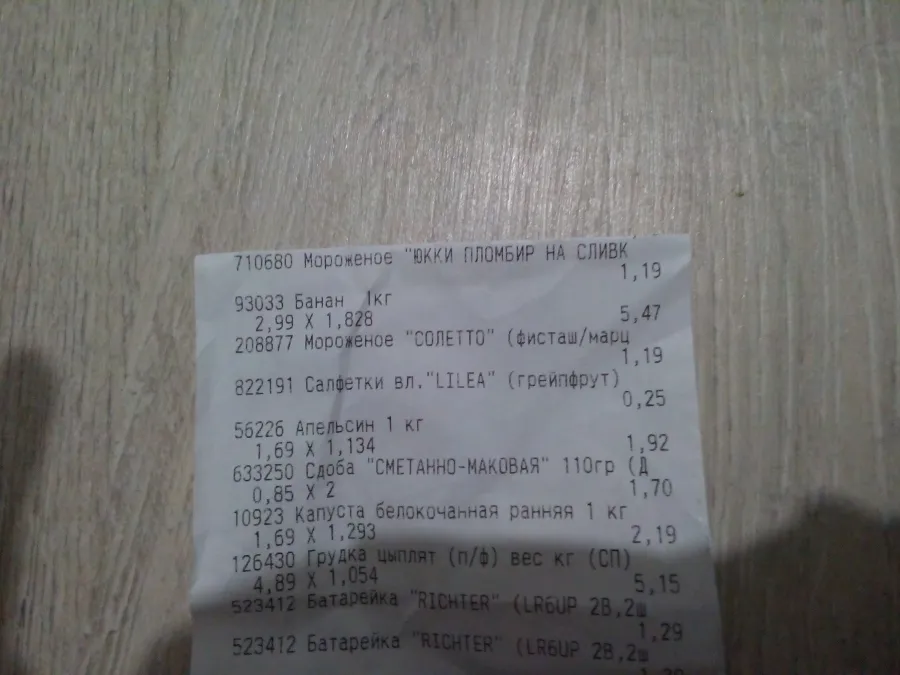 710680 Мороженое "ЮККИ ПЛОМБИР НА СЛИВК
1,19
93033 Банан 1кг
2,99 X 1,828 5,47
208877 Мороженое "СОЛЕТТО" (фисташ/марц
1,19
822191 Салфетки вл."LILEA" (грейпфрут)
0,25
56226 Апельсин 1 кг
1,69 X 1,134 1,92
633250 Сдоба "СМЕТАННО-МАКОВАЯ" 110гр (Д
0,85 X 2 1,70
10923 Капуста белокочанная ранняя 1 кг
1,69 X 1,293 2,19
126430 Грудка цыплят (п/ф) вес кг (СП)
4,89 X 1,054 5,15
523412 Батарейка "RICHTER" (LR6UP 2B,2ш
1,29
523412 Батарейка "RICHTER" (LR6UP 2B,2ш